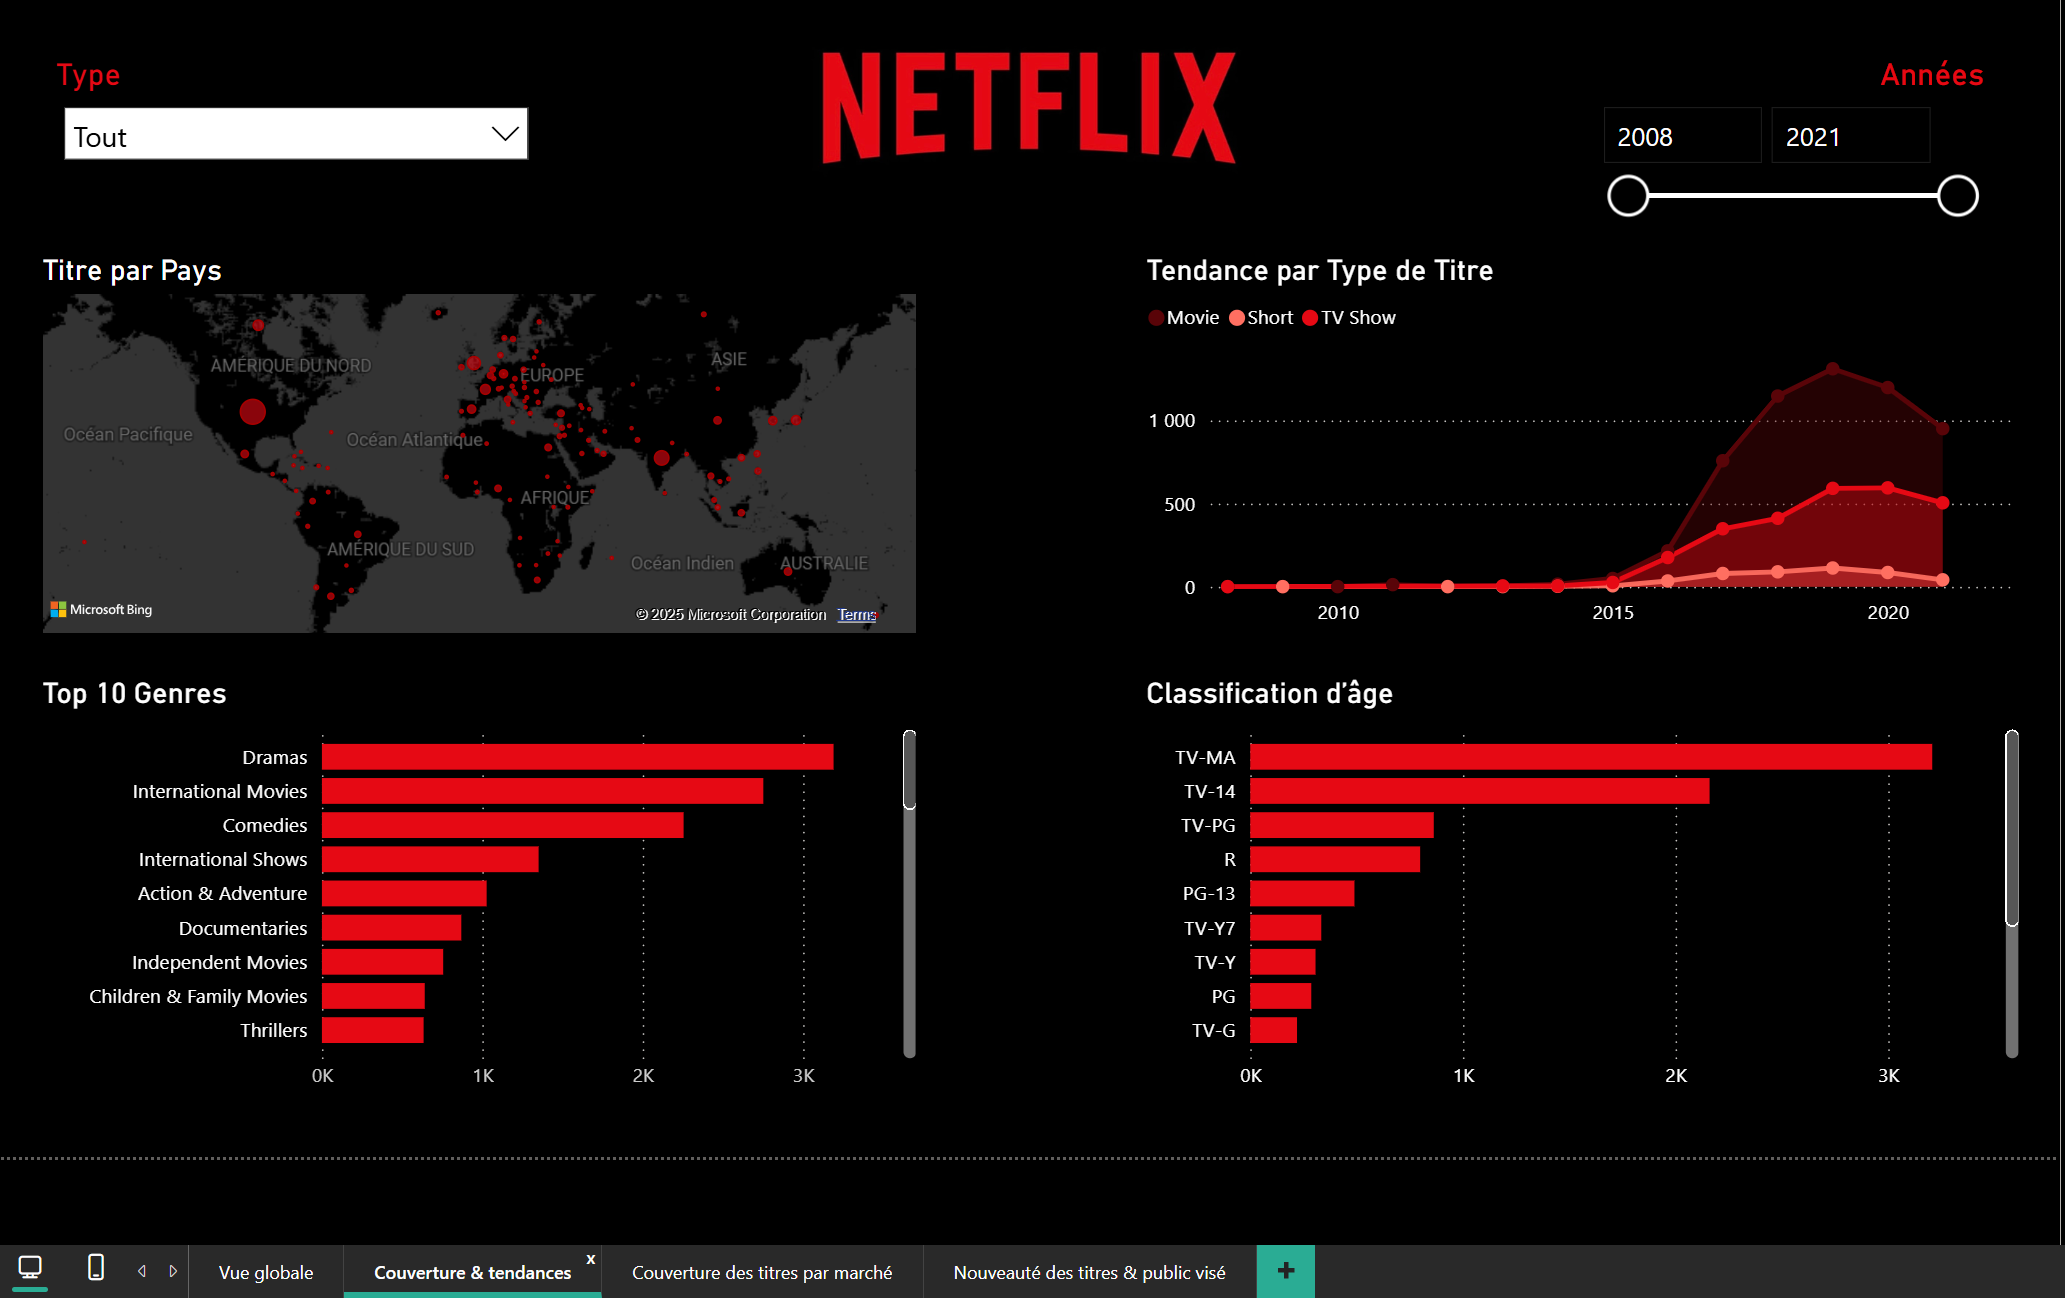 Type
NETFLIX
Années
Tout
2008
2021
Titre par Pays
AMÉRIQUE DU NORD
ASIE
EUROPE
Océan Pacifique
Océan Atlantique
AFRIQUE
AMÉRIQUE DU SUD
Océan Indien
AUSTRALIE
Microsoft Bing
© 2025 Microsoft Corporation Terms
Tendance par Type de Titre
Movie Short TV Show
1 000
500
0
2010 2015 2020
Top 10 Genres
Dramas
International Movies
Comedies
International Shows
Action & Adventure
Documentaries
Independent Movies
Children & Family Movies
Thrillers
0K 1K 2K 3K
Classification d’âge
TV-MA
TV-14
TV-PG
R
PG-13
TV-Y7
TV-Y
PG
TV-G
0K 1K 2K 3K
Vue globale
Couverture & tendances x
Couverture des titres par marché
Nouveauté des titres & public visé
+